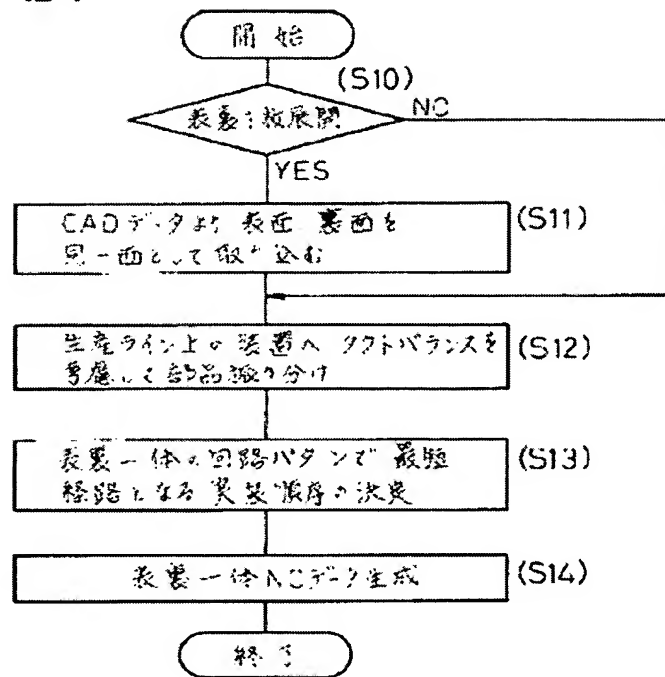 開始
(S10)
表裏 展開
NO
YES
CADデータより 表面 裏面を
同一面として取り込む
(S11)
生産ライン上の装置へ タクトバランスを
考慮して部品振り分け
(S12)
表裏一体の回路パタンで 最短
経路となる実装順序の決定
(S13)
表裏一体NCデータ生成
(S14)
終了